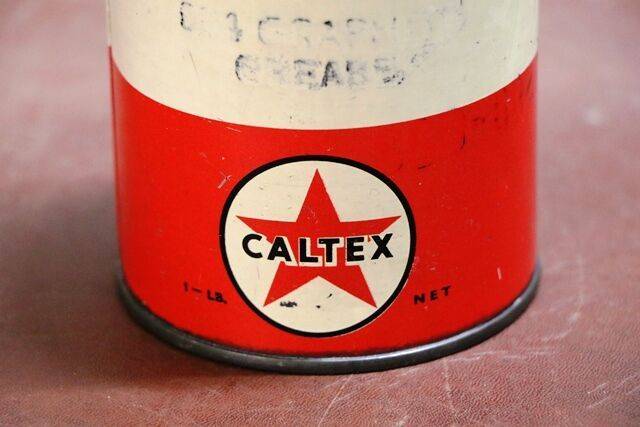 GREASE
CALTEX
1 - LB. NET